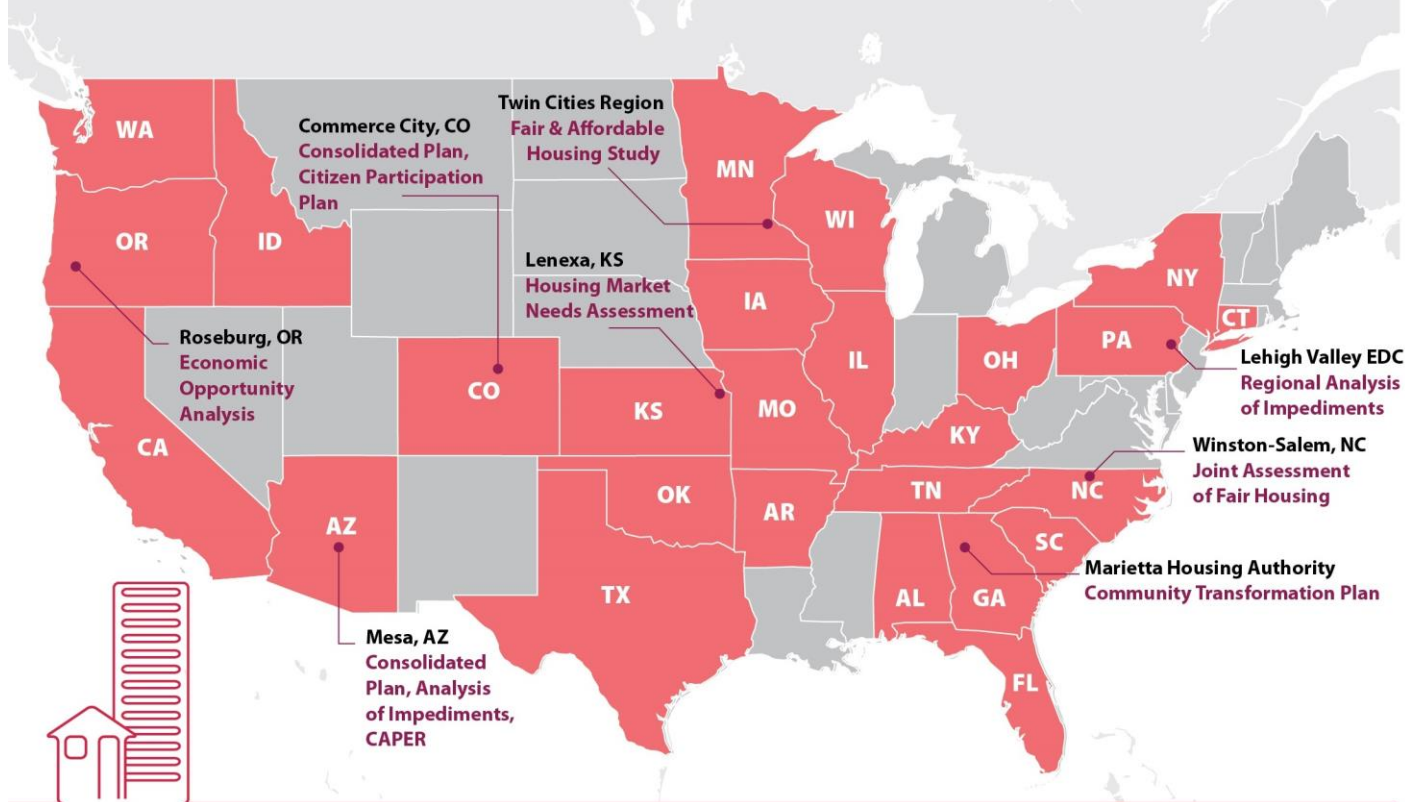 WA
OR
ID
CA
AZ
CO
KS
OK
TX
MN
WI
IA
IL
MO
AR
OH
KY
TN
AL
GA
FL
SC
NC
PA
NY
CT
Commerce City, CO
Consolidated Plan,
Citizen Participation
Plan
Twin Cities Region
Fair & Affordable
Housing Study
Lenexa, KS
Housing Market
Needs Assessment
Roseburg, OR
Economic
Opportunity
Analysis
Mesa, AZ
Consolidated
Plan, Analysis
of Impediments,
CAPER
Lehigh Valley EDC
Regional Analysis
of Impediments
Winston-Salem, NC
Joint Assessment
of Fair Housing
Marietta Housing Authority
Community Transformation Plan